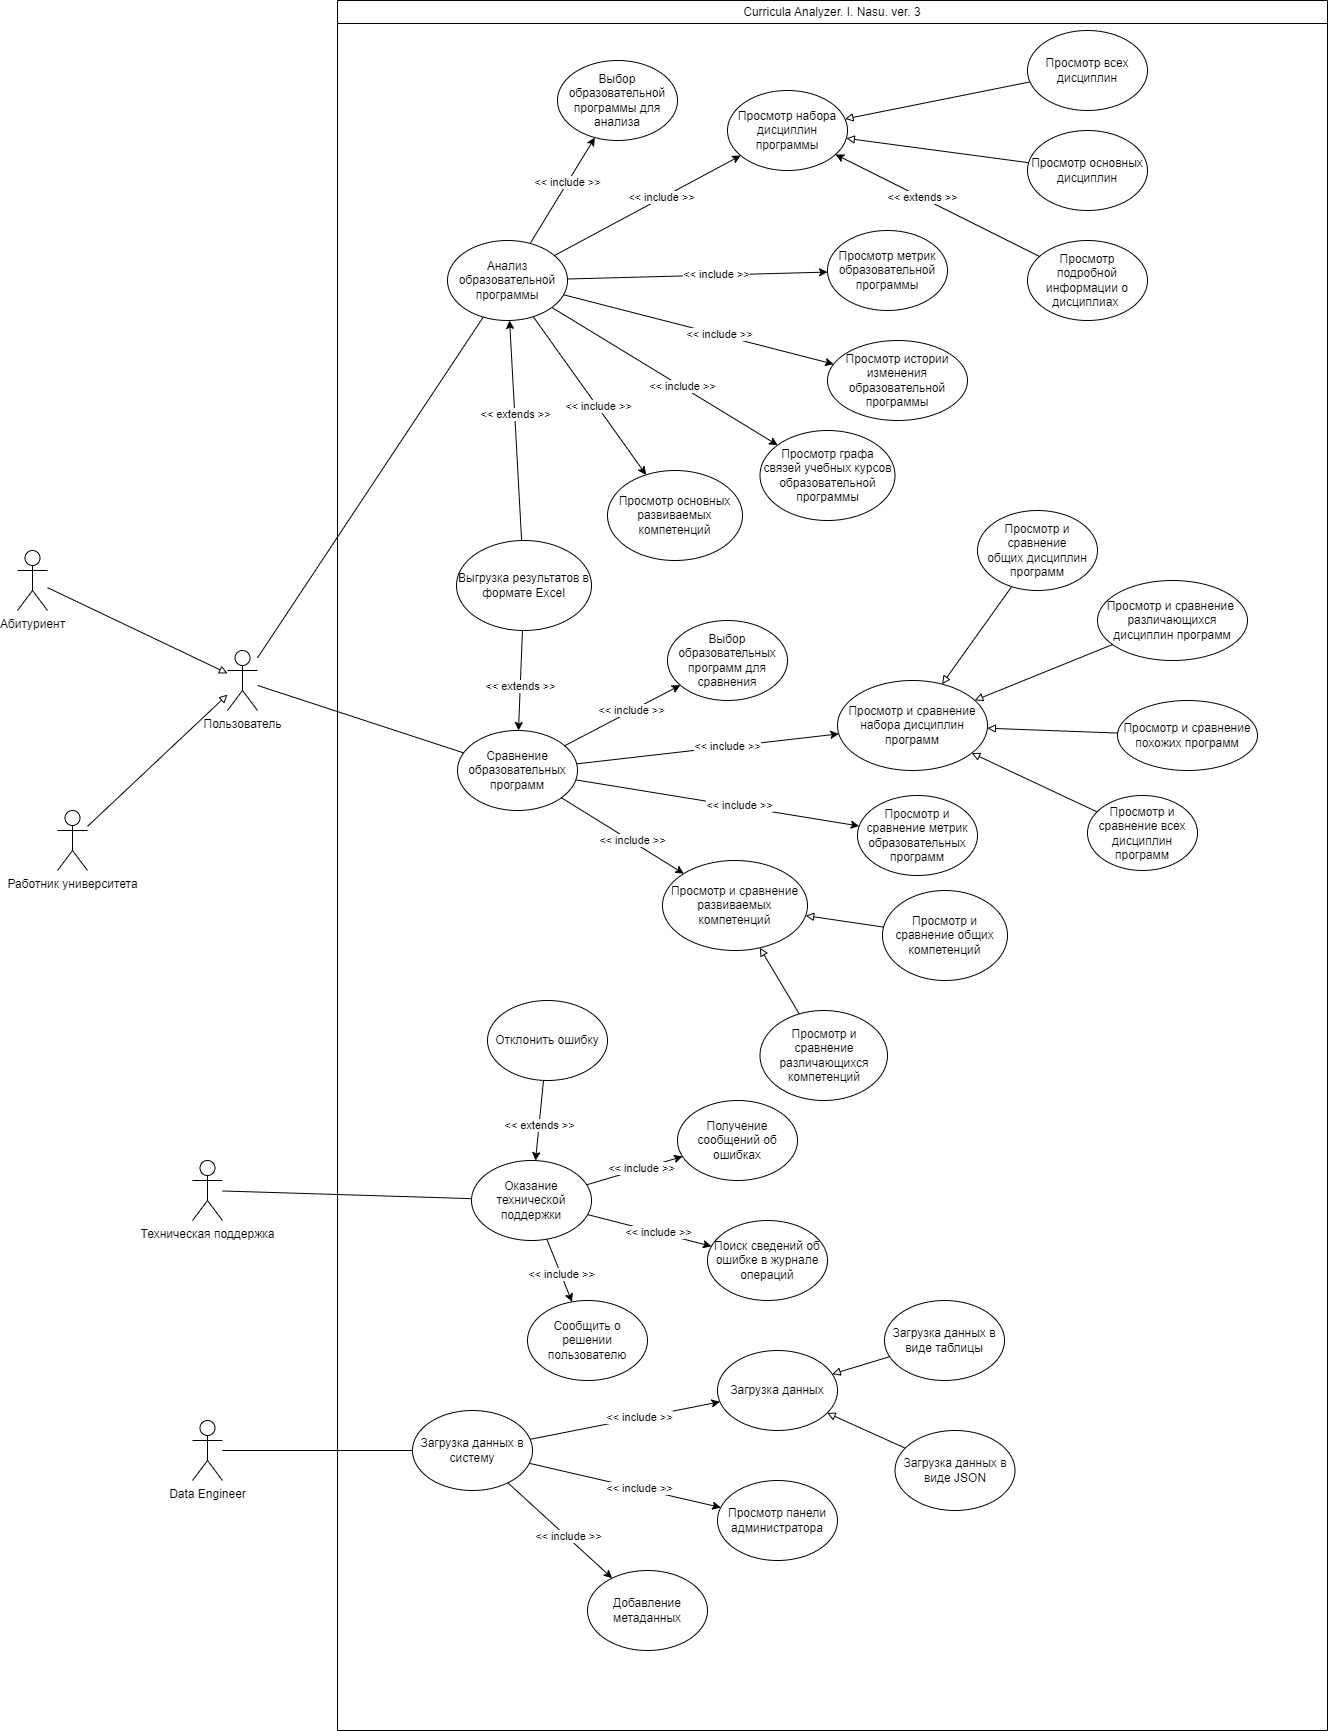 Curricula Analyzer. I. Nasu. ver. 3
Выбор
образовательной
программы для
анализа
Просмотр набора
дисциплин
программы
Просмотр всех
дисциплин
Просмотр основных
дисциплин
<< include >>
<< include >>
<< extends >>
Анализ
образовательной
программы
<< include >>
Просмотр метрик
образовательной
программы
Просмотр
подробной
информации о
дисциплиах
<< include >>
Просмотр истории
изменения
образовательной
программы
<< include >>
<< include >>
<< extends >>
Просмотр графа
связей учебных курсов
образовательной
программы
Просмотр основных
развиваемых
компетенций
Выгрузка результатов в
формате Excel
Просмотр и
сравнение
общих дисциплин
программ
Абитуриент
Просмотр и сравнение
различающихся
дисциплин программ
Выбор
образовательных
программ для
сравнения
<< extends >>
<< include >>
Пользователь
Просмотр и сравнение
набора дисциплин
программ
Просмотр и сравнение
похожих программ
<< include >>
Сравнение
образовательных
программ
<< include >>
Просмотр и
сравнение метрик
образовательных
программ
Просмотр и
сравнение всех
дисциплин
программ
<< include >>
Работник университета
Просмотр и сравнение
развиваемых
компетенций
Просмотр и
сравнение общих
компетенций
Просмотр и
сравнение
различающихся
компетенций
Отклонить ошибку
<< extends >>
Получение
сообщений об
ошибках
<< include >>
Оказание
технической
поддержки
Техническая поддержка
<< include >>
Поиск сведений об
ошибке в журнале
операций
<< include >>
Сообщить о
решении
пользователю
Загрузка данных в
виде таблицы
Загрузка данных
<< include >>
Загрузка данных в
систему
Загрузка данных в
виде JSON
Data Engineer
<< include >>
Просмотр панели
администратора
<< include >>
Добавление
метаданных